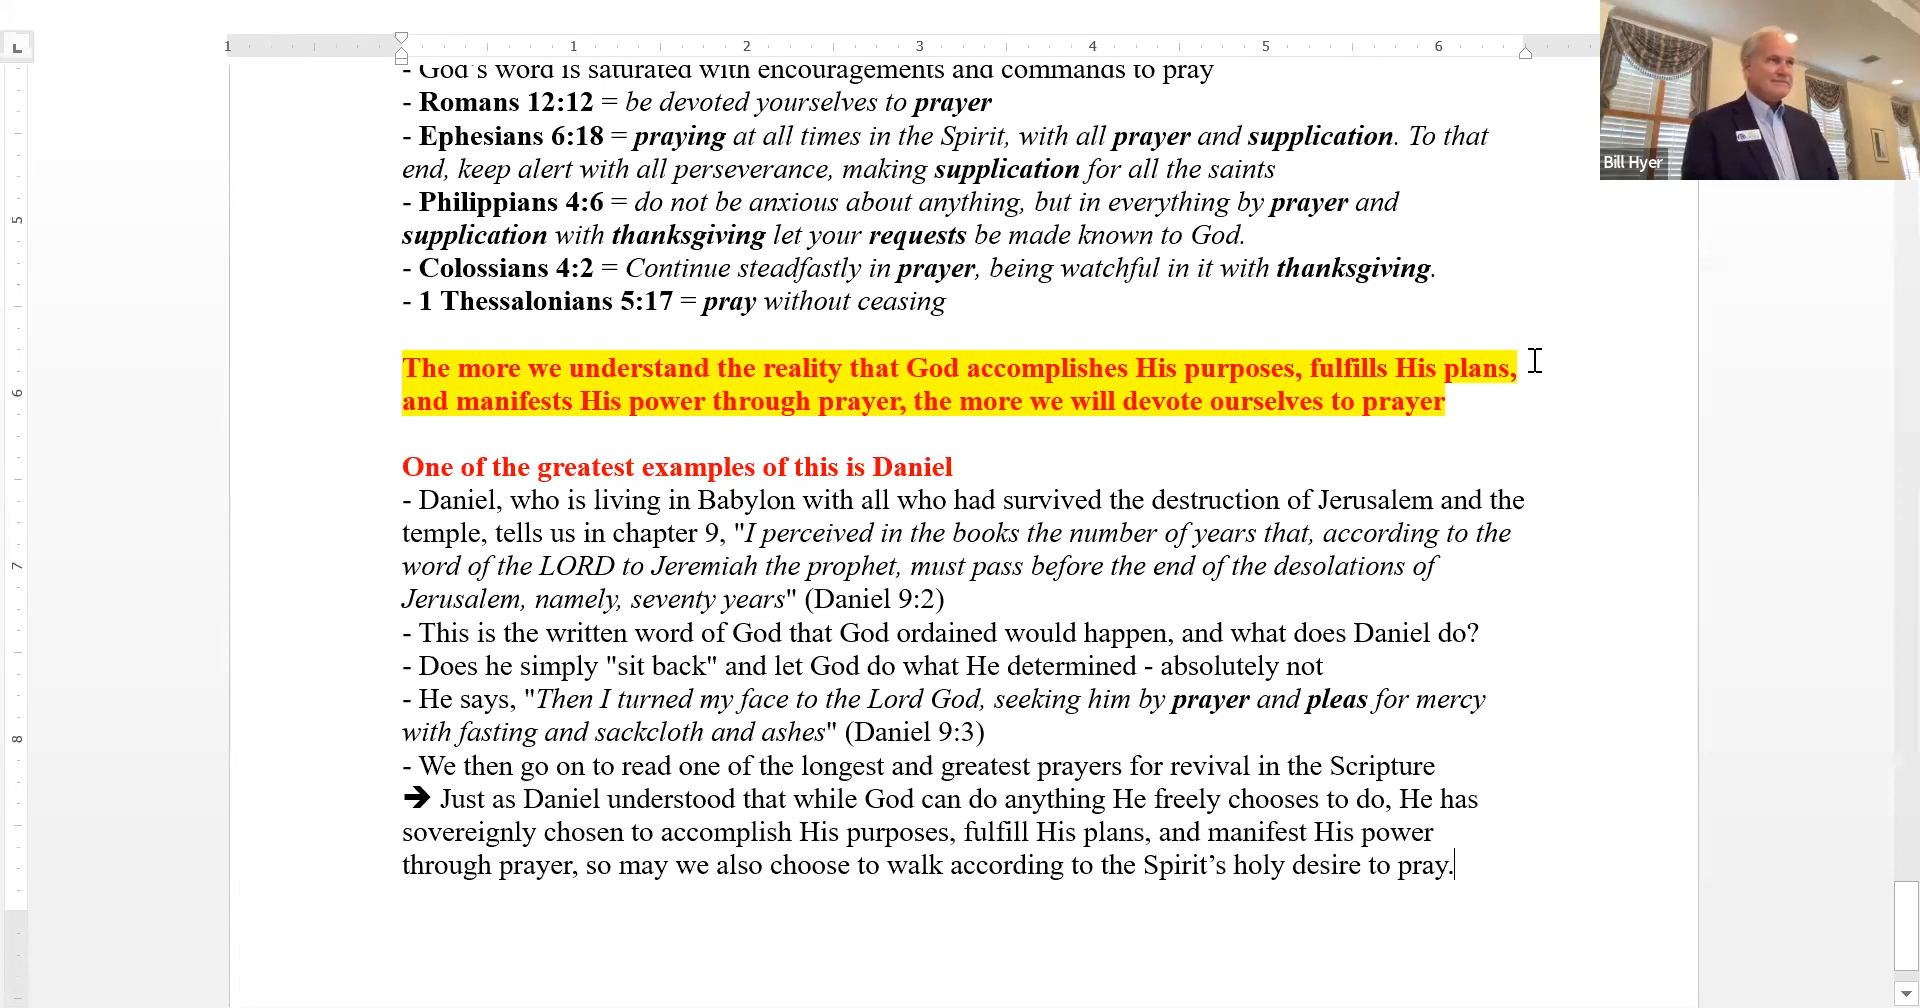 1 1 2 3 4 5 6
- God's word is saturated with encouragements and commands to pray
- Romans 12:12 = be devoted yourselves to prayer
- Ephesians 6:18 = praying at all times in the Spirit, with all prayer and supplication. To that
end, keep alert with all perseverance, making supplication for all the saints
- Philippians 4:6 = do not be anxious about anything, but in everything by prayer and
supplication with thanksgiving let your requests be made known to God.
- Colossians 4:2 = Continue steadfastly in prayer, being watchful in it with thanksgiving.
- 1 Thessalonians 5:17 = pray without ceasing
The more we understand the reality that God accomplishes His purposes, fulfills His plans,
and manifests His power through prayer, the more we will devote ourselves to prayer
One of the greatest examples of this is Daniel
- Daniel, who is living in Babylon with all who had survived the destruction of Jerusalem and the
temple, tells us in chapter 9, "I perceived in the books the number of years that, according to the
word of the LORD to Jeremiah the prophet, must pass before the end of the desolations of
Jerusalem, namely, seventy years" (Daniel 9:2)
- This is the written word of God that God ordained would happen, and what does Daniel do?
- Does he simply "sit back" and let God do what He determined - absolutely not
- He says, "Then I turned my face to the Lord God, seeking him by prayer and pleas for mercy
with fasting and sackcloth and ashes" (Daniel 9:3)
- We then go on to read one of the longest and greatest prayers for revival in the Scripture
➔ Just as Daniel understood that while God can do anything He freely chooses to do, He has
sovereignly chosen to accomplish His purposes, fulfill His plans, and manifest His power
through prayer, so may we also choose to walk according to the Spirit’s holy desire to pray.
5
6
7
8
Bill Hyer